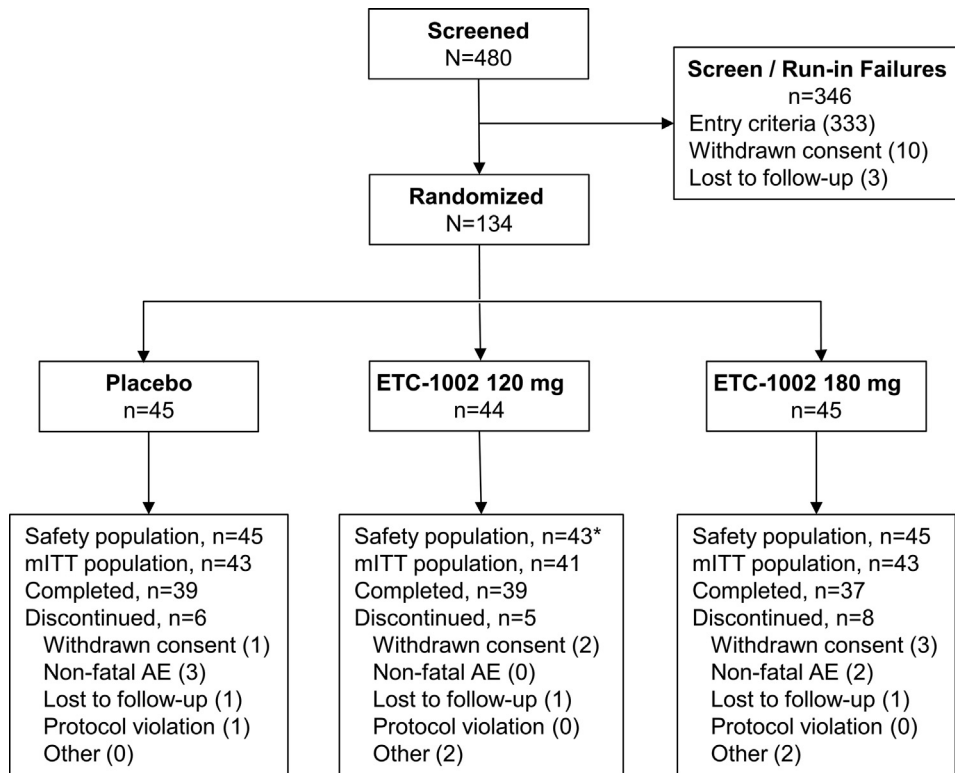 Screened
N=480
Screen / Run-in Failures
n=346
Entry criteria (333)
Withdrawn consent (10)
Lost to follow-up (3)
Randomized
N=134
Placebo
n=45
ETC-1002 120 mg
n=44
ETC-1002 180 mg
n=45
Safety population, n=45
mITT population, n=43
Completed, n=39
Discontinued, n=6
Withdrawn consent (1)
Non-fatal AE (3)
Lost to follow-up (1)
Protocol violation (1)
Other (0)
Safety population, n=43*
mITT population, n=41
Completed, n=39
Discontinued, n=5
Withdrawn consent (2)
Non-fatal AE (0)
Lost to follow-up (1)
Protocol violation (0)
Other (2)
Safety population, n=45
mITT population, n=43
Completed, n=37
Discontinued, n=8
Withdrawn consent (3)
Non-fatal AE (2)
Lost to follow-up (1)
Protocol violation (0)
Other (2)